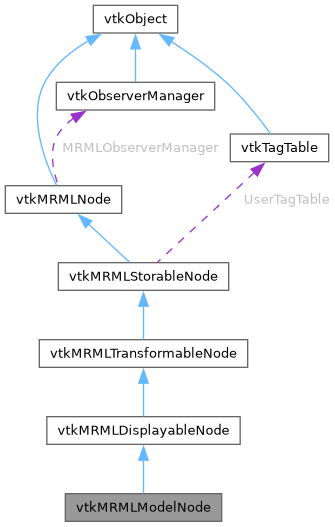 vtkObject
vtkObserverManager
MRMLObserverManager
vtkTagTable
vtkMRMLNode
UserTagTable
vtkMRMLStorableNode
vtkMRMLTransformableNode
vtkMRMLDisplayableNode
vtkMRMLModelNode